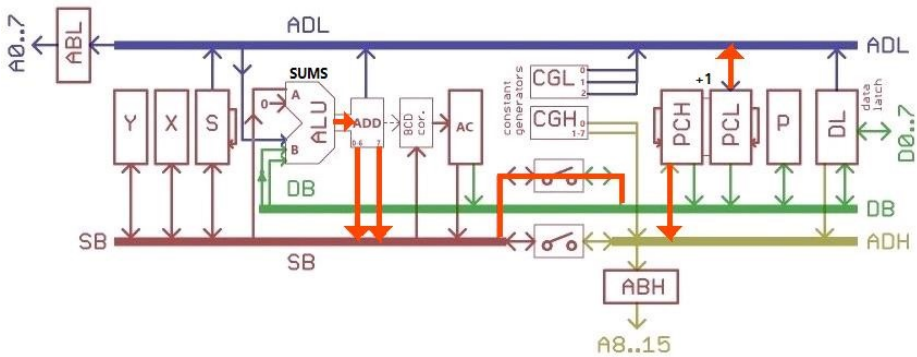 ADL
A0..7
ABL
ADL
SUMS
constant generators
CGL
0
1
2
+1
data latch
Y
X
S
0
A
B
ALU
ADD
0-6
7
BCD cor.
AC
CGH
0
1-7
PCH
PCL
P
DL
D0..7
DB
DB
SB
SB
ADH
ABH
A8..15